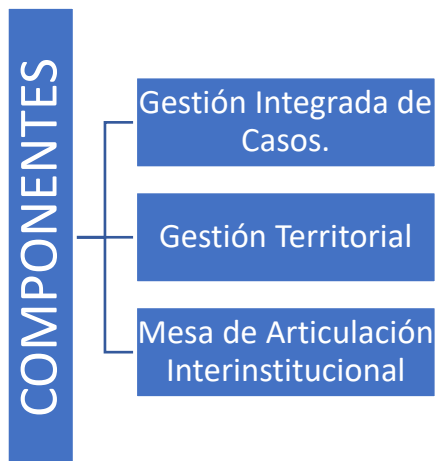 COMPONENTES
Gestión Integrada de
Casos.
Gestión Territorial
Mesa de Articulación
Interinstitucional